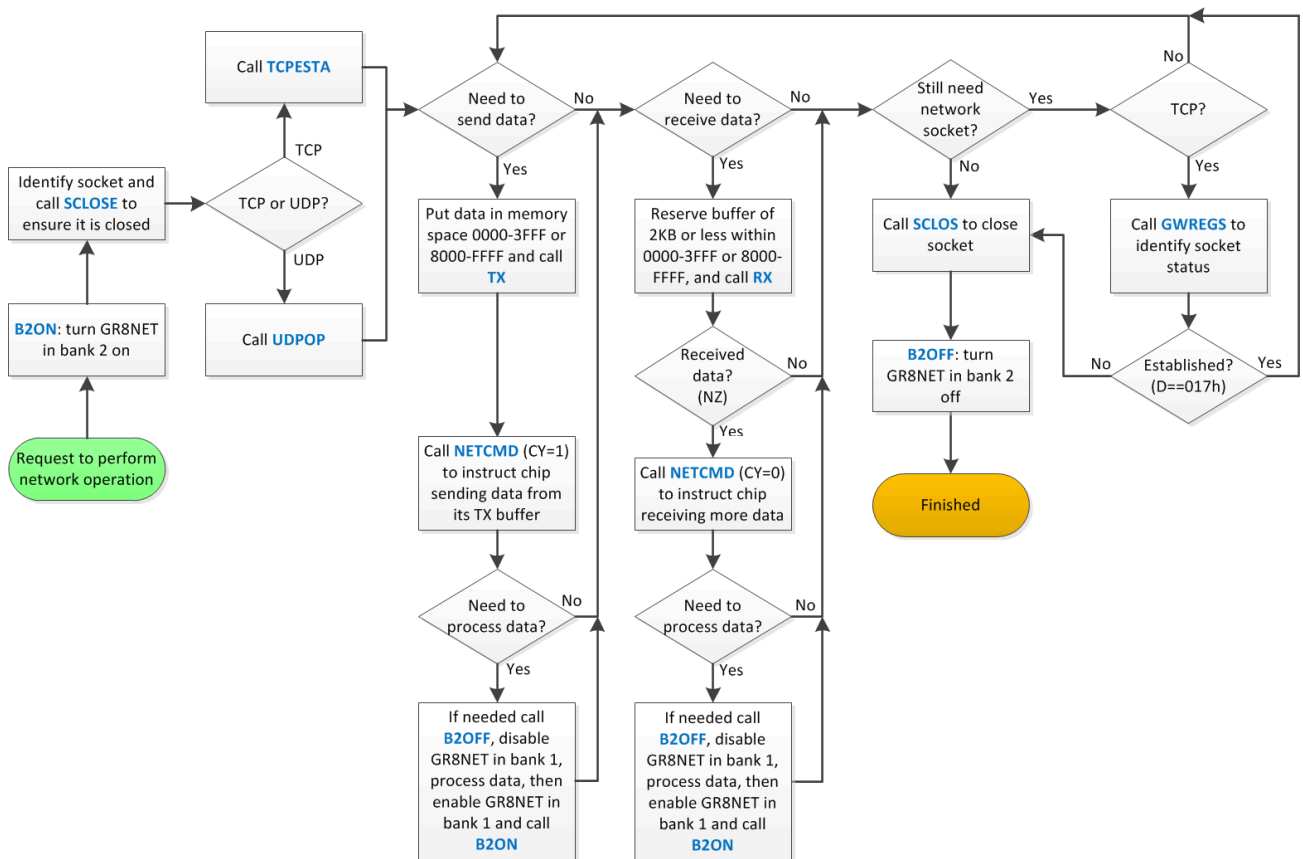 Request to perform
network operation
B2ON: turn GR8NET
in bank 2 on
Identify socket and
call SCLOSE to
ensure it is closed
TCP or UDP?
TCP
UDP
Call TCPESTA
Call UDPOP
Need to
send data?
No
Yes
Put data in memory
space 0000-3FFF or
8000-FFFF and call
TX
Call NETCMD (CY=1)
to instruct chip
sending data from
its TX buffer
Need to
process data?
No
Yes
If needed call
B2OFF, disable
GR8NET in bank 1,
process data, then
enable GR8NET in
bank 1 and call
B2ON
Need to
receive data?
No
Yes
Reserve buffer of
2KB or less within
0000-3FFF or 8000-
FFFF, and call RX
Received
data?
(NZ)
No
Yes
Call NETCMD (CY=0)
to instruct chip
receiving more data
Need to
process data?
No
Yes
If needed call
B2OFF, disable
GR8NET in bank 1,
process data, then
enable GR8NET in
bank 1 and call
B2ON
Still need
network
socket?
Yes
No
Call SCLOS to close
socket
B2OFF: turn
GR8NET in bank 2
off
Finished
TCP?
No
Yes
Call GWREGS to
identify socket
status
Established?
(D==017h)
No
Yes